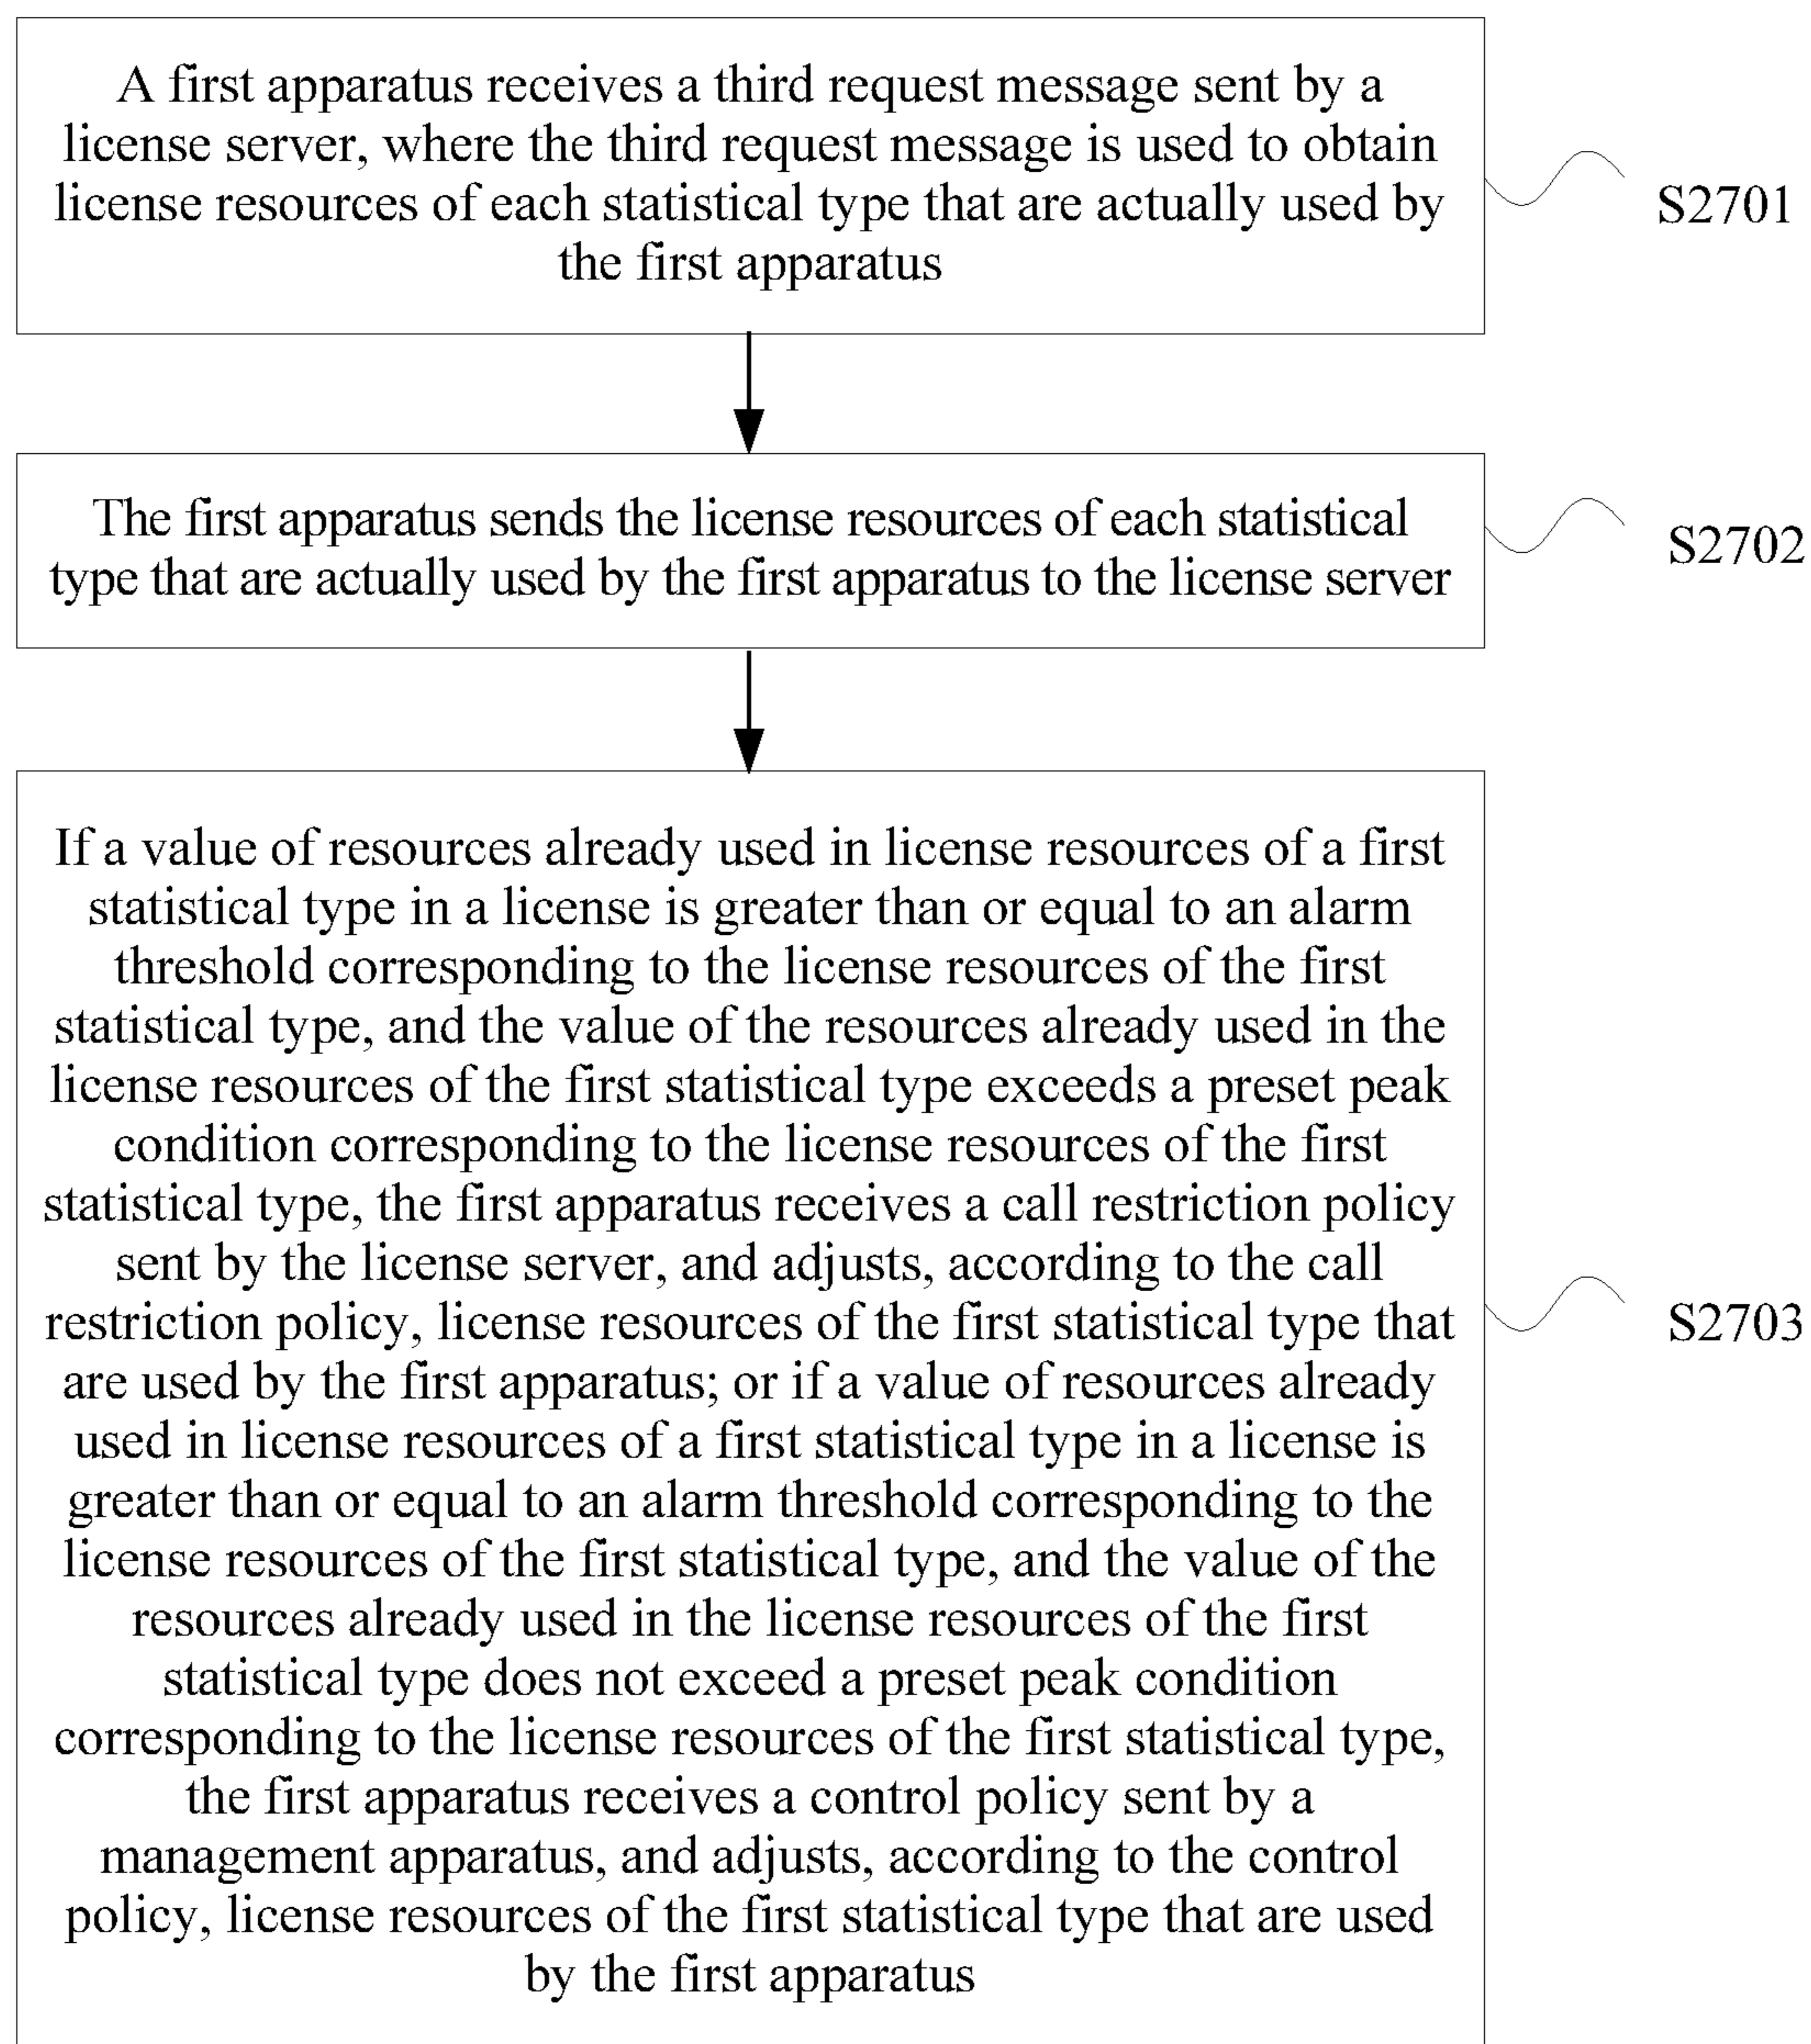 A first apparatus receives a third request message sent by a
license server, where the third request message is used to obtain
license resources of each statistical type that are actually used by
the first apparatus
S2701
The first apparatus sends the license resources of each statistical
type that are actually used by the first apparatus to the license server
S2702
If a value of resources already used in license resources of a first
statistical type in a license is greater than or equal to an alarm
threshold corresponding to the license resources of the first
statistical type, and the value of the resources already used in the
license resources of the first statistical type exceeds a preset peak
condition corresponding to the license resources of the first
statistical type, the first apparatus receives a call restriction policy
sent by the license server, and adjusts, according to the call
restriction policy, license resources of the first statistical type that
are used by the first apparatus; or if a value of resources already
used in license resources of a first statistical type in a license is
greater than or equal to an alarm threshold corresponding to the
license resources of the first statistical type, and the value of the
resources already used in the license resources of the first
statistical type does not exceed a preset peak condition
corresponding to the license resources of the first statistical type,
the first apparatus receives a control policy sent by a
management apparatus, and adjusts, according to the control
policy, license resources of the first statistical type that are used
by the first apparatus
S2703